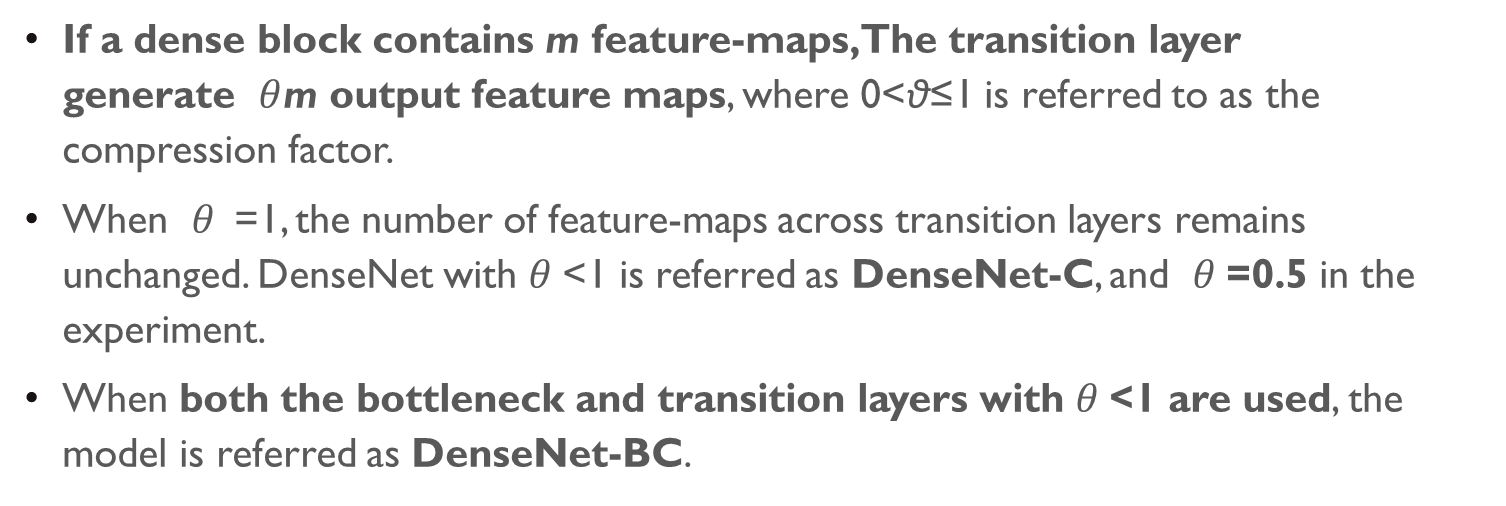 • If a dense block contains m feature-maps, The transition layer
generate θm output feature maps, where 0<ϑ≤1 is referred to as the
compression factor.
• When θ =1, the number of feature-maps across transition layers remains
unchanged. DenseNet with θ <1 is referred as DenseNet-C, and θ =0.5 in the
experiment.
• When both the bottleneck and transition layers with θ <1 are used, the
model is referred as DenseNet-BC.